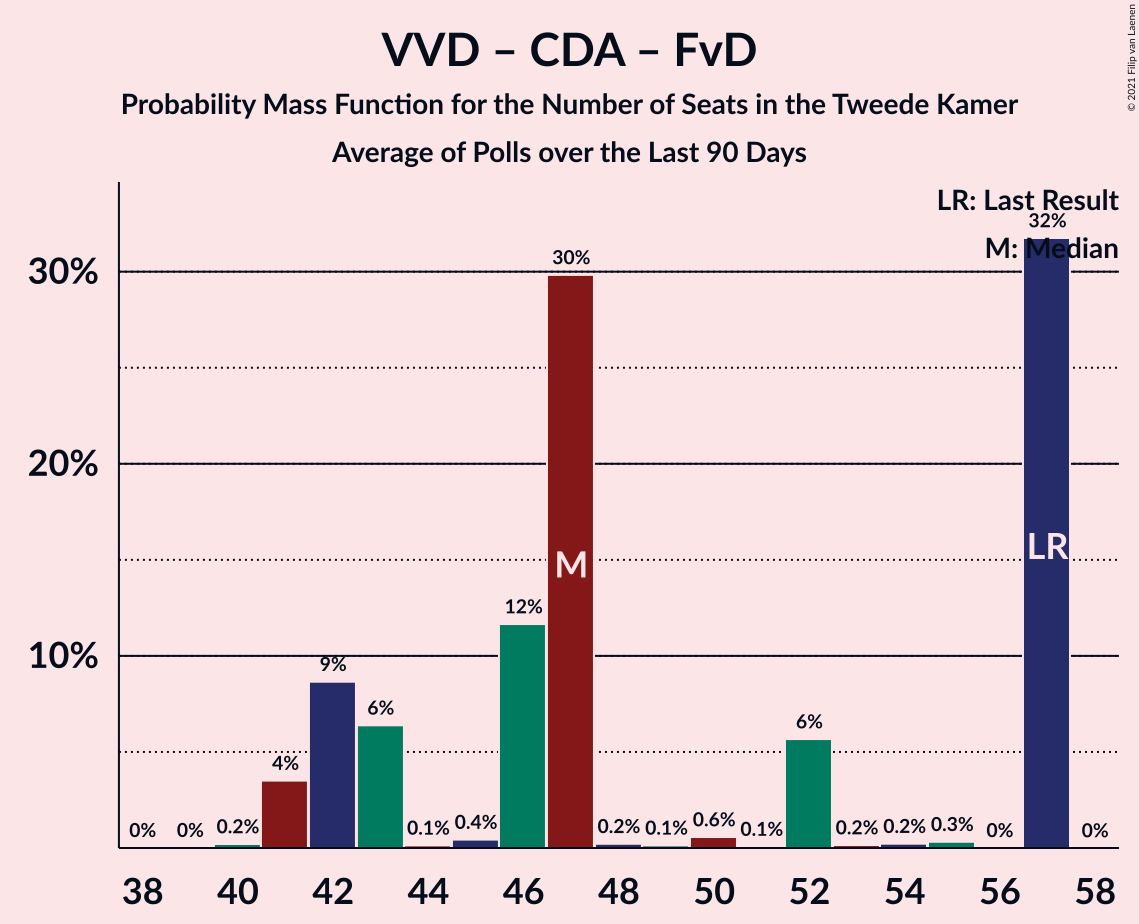 VVD – CDA – FvD
Probability Mass Function for the Number of Seats in the Tweede Kamer
Average of Polls over the Last 90 Days
© 2021 Filip van Laenen
LR: Last Result
M: Median
30%
20%
10%
0%
0%
0.2%
4%
9%
6%
0.1%
0.4%
12%
30%
0.2%
0.1%
0.6%
0.1%
6%
0.2%
0.2%
0.3%
0%
32%
0%
M
LR
38 40 42 44 46 48 50 52 54 56 58